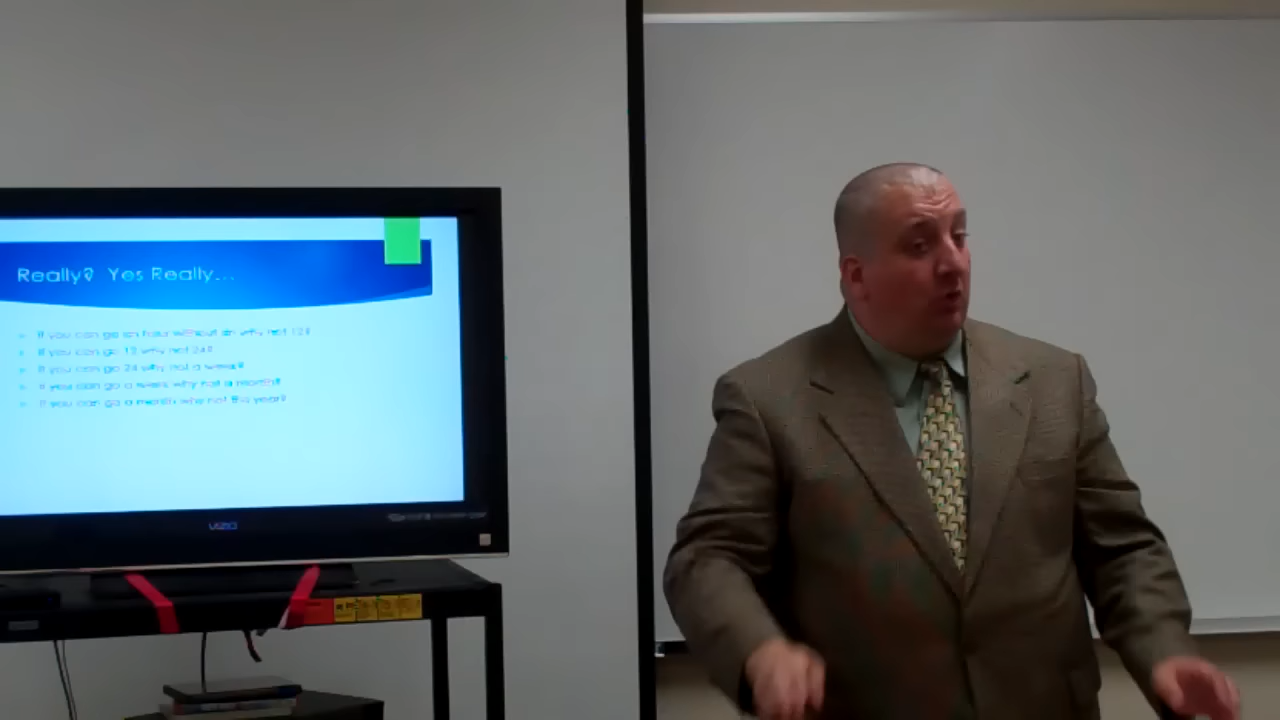 Really? Yes Really...
If you can go an hour without an why not 12?
If you can go 12 why not 24?
If you can go 24 why not a week?
If you can go a week why not a month?
If you can go a month why not the year?
VIZIO